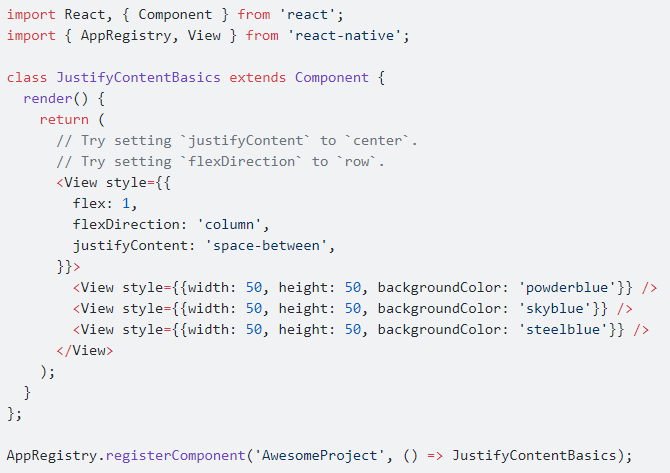 import React, { Component } from 'react';
import { AppRegistry, View } from 'react-native';

class JustifyContentBasics extends Component {
  render() {
    return (
      // Try setting `justifyContent` to `center`.
      // Try setting `flexDirection` to `row`.
      <View style={{
        flex: 1,
        flexDirection: 'column',
        justifyContent: 'space-between',
      }}>
        <View style={{width: 50, height: 50, backgroundColor: 'powderblue'}} />
        <View style={{width: 50, height: 50, backgroundColor: 'skyblue'}} />
        <View style={{width: 50, height: 50, backgroundColor: 'steelblue'}} />
      </View>
    );
  }
};

AppRegistry.registerComponent('AwesomeProject', () => JustifyContentBasics);